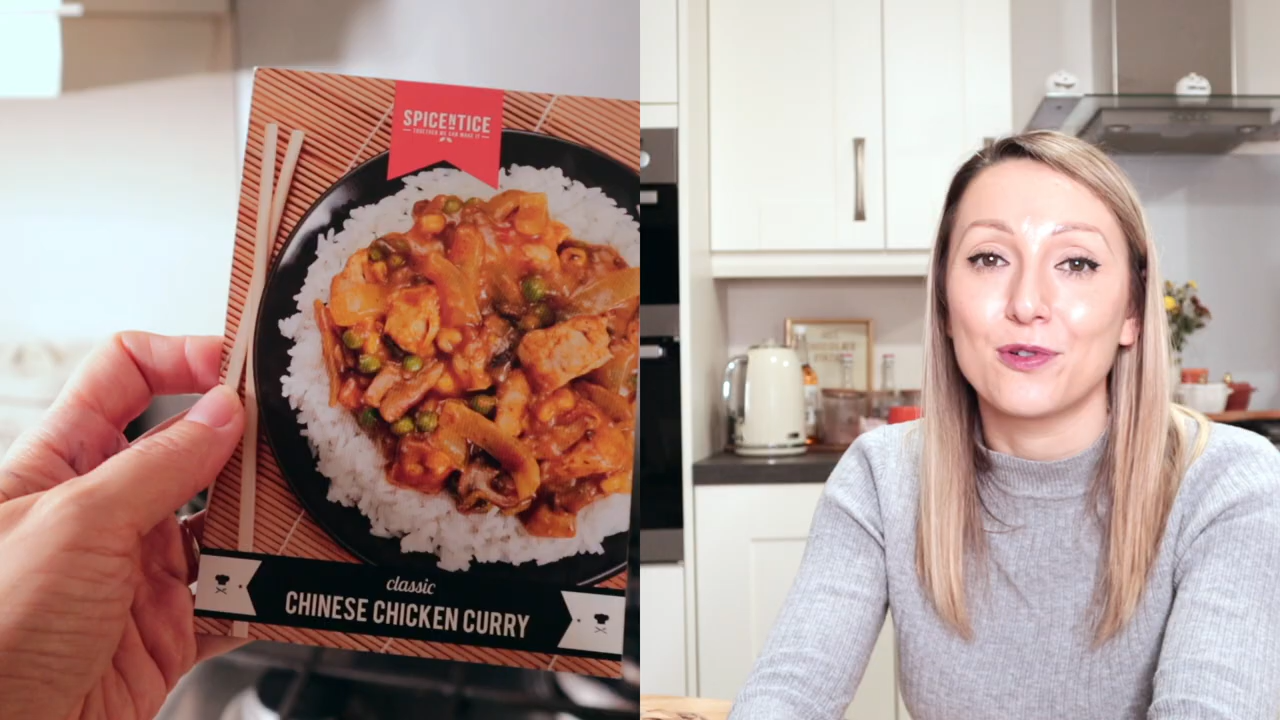 SPICENTICE
TOGETHER WE CAN MAKE IT
classic
CHINESE CHICKEN CURRY